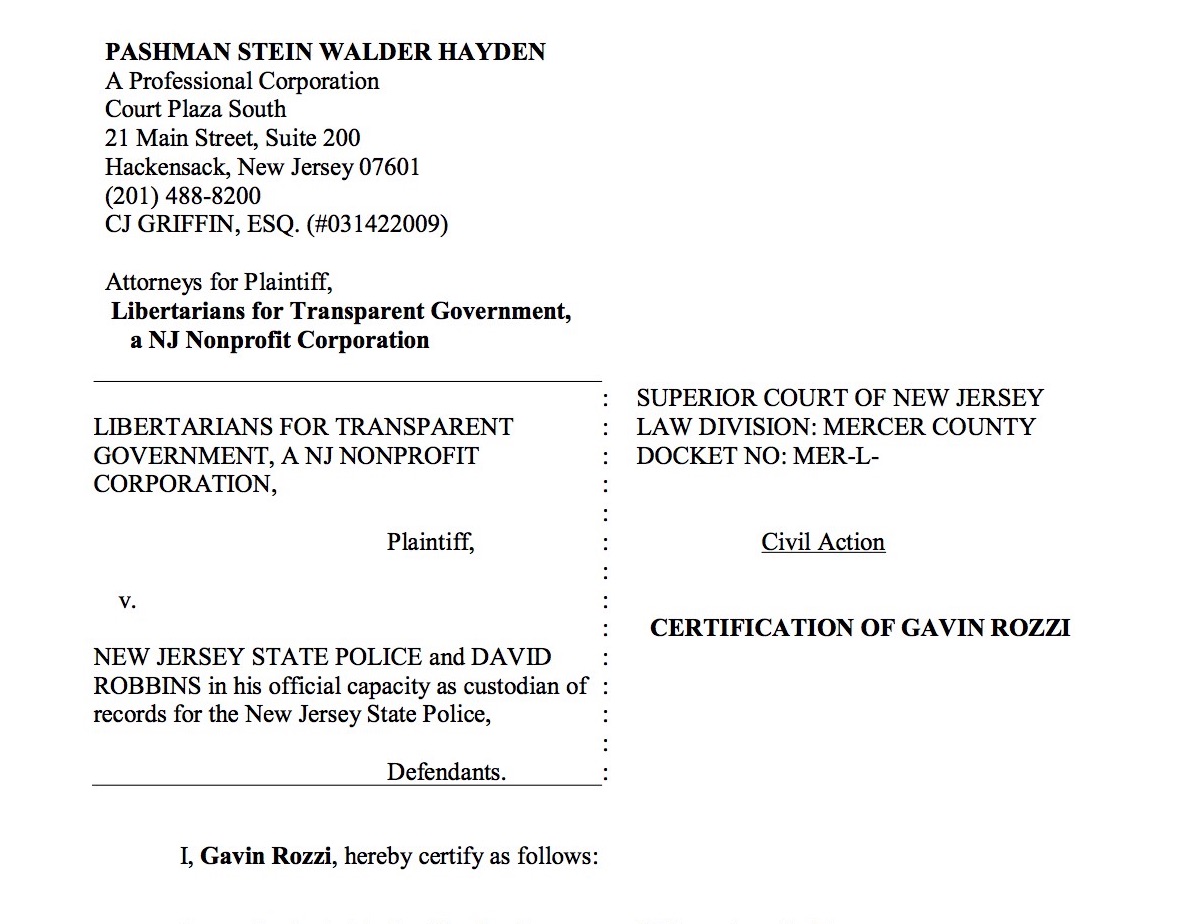 PASHMAN STEIN WALDER HAYDEN
A Professional Corporation
Court Plaza South
21 Main Street, Suite 200
Hackensack, New Jersey 07601
(201) 488-8200
CJ GRIFFIN, ESQ. (#031422009)
Attorneys for Plaintiff,
Libertarians for Transparent Government,
a NJ Nonprofit Corporation
LIBERTARIANS FOR TRANSPARENT
GOVERNMENT, A NJ NONPROFIT
CORPORATION,
Plaintiff,
v.
NEW JERSEY STATE POLICE and DAVID
ROBBINS in his official capacity as custodian of
records for the New Jersey State Police,
Defendants.
:
:
:
:
:
:
:
:
:
:
:
:
:
:
SUPERIOR COURT OF NEW JERSEY
LAW DIVISION: MERCER COUNTY
DOCKET NO: MER-L-
Civil Action
CERTIFICATION OF GAVIN ROZZI
I, Gavin Rozzi, hereby certify as follows: